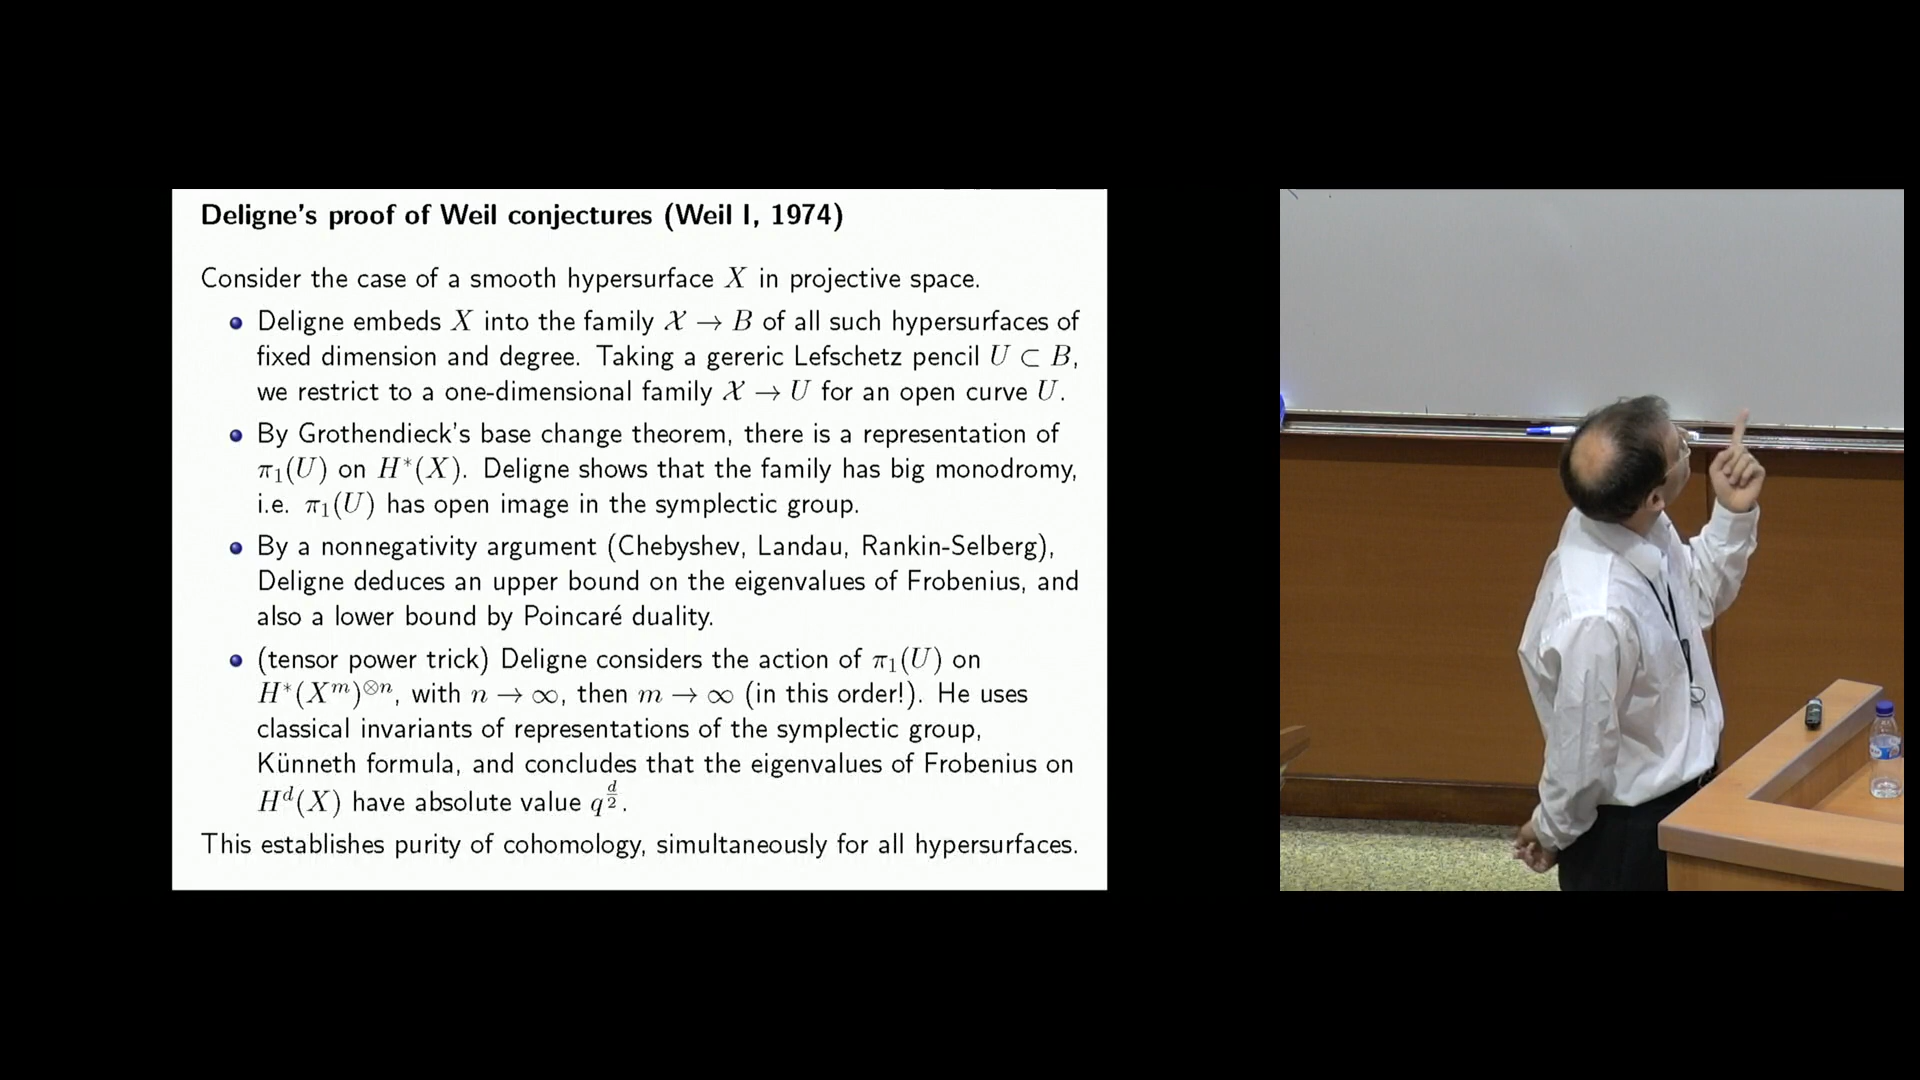 Deligne's proof of Weil conjectures (Weil I, 1974)
Consider the case of a smooth hypersurface X in projective space.
Deligne embeds X into the family 𝒳 → B of all such hypersurfaces of
fixed dimension and degree. Taking a gereric Lefschetz pencil U ⊂ B,
we restrict to a one-dimensional family 𝒳 → U for an open curve U.
By Grothendieck's base change theorem, there is a representation of
π₁(U) on H*(X). Deligne shows that the family has big monodromy,
i.e. π₁(U) has open image in the symplectic group.
By a nonnegativity argument (Chebyshev, Landau, Rankin-Selberg),
Deligne deduces an upper bound on the eigenvalues of Frobenius, and
also a lower bound by Poincaré duality.
(tensor power trick) Deligne considers the action of π₁(U) on
H*(X^m)^{⊗n}, with n → ∞, then m → ∞ (in this order!). He uses
classical invariants of representations of the symplectic group,
Künneth formula, and concludes that the eigenvalues of Frobenius on
H^d(X) have absolute value q^{d/2}.
This establishes purity of cohomology, simultaneously for all hypersurfaces.